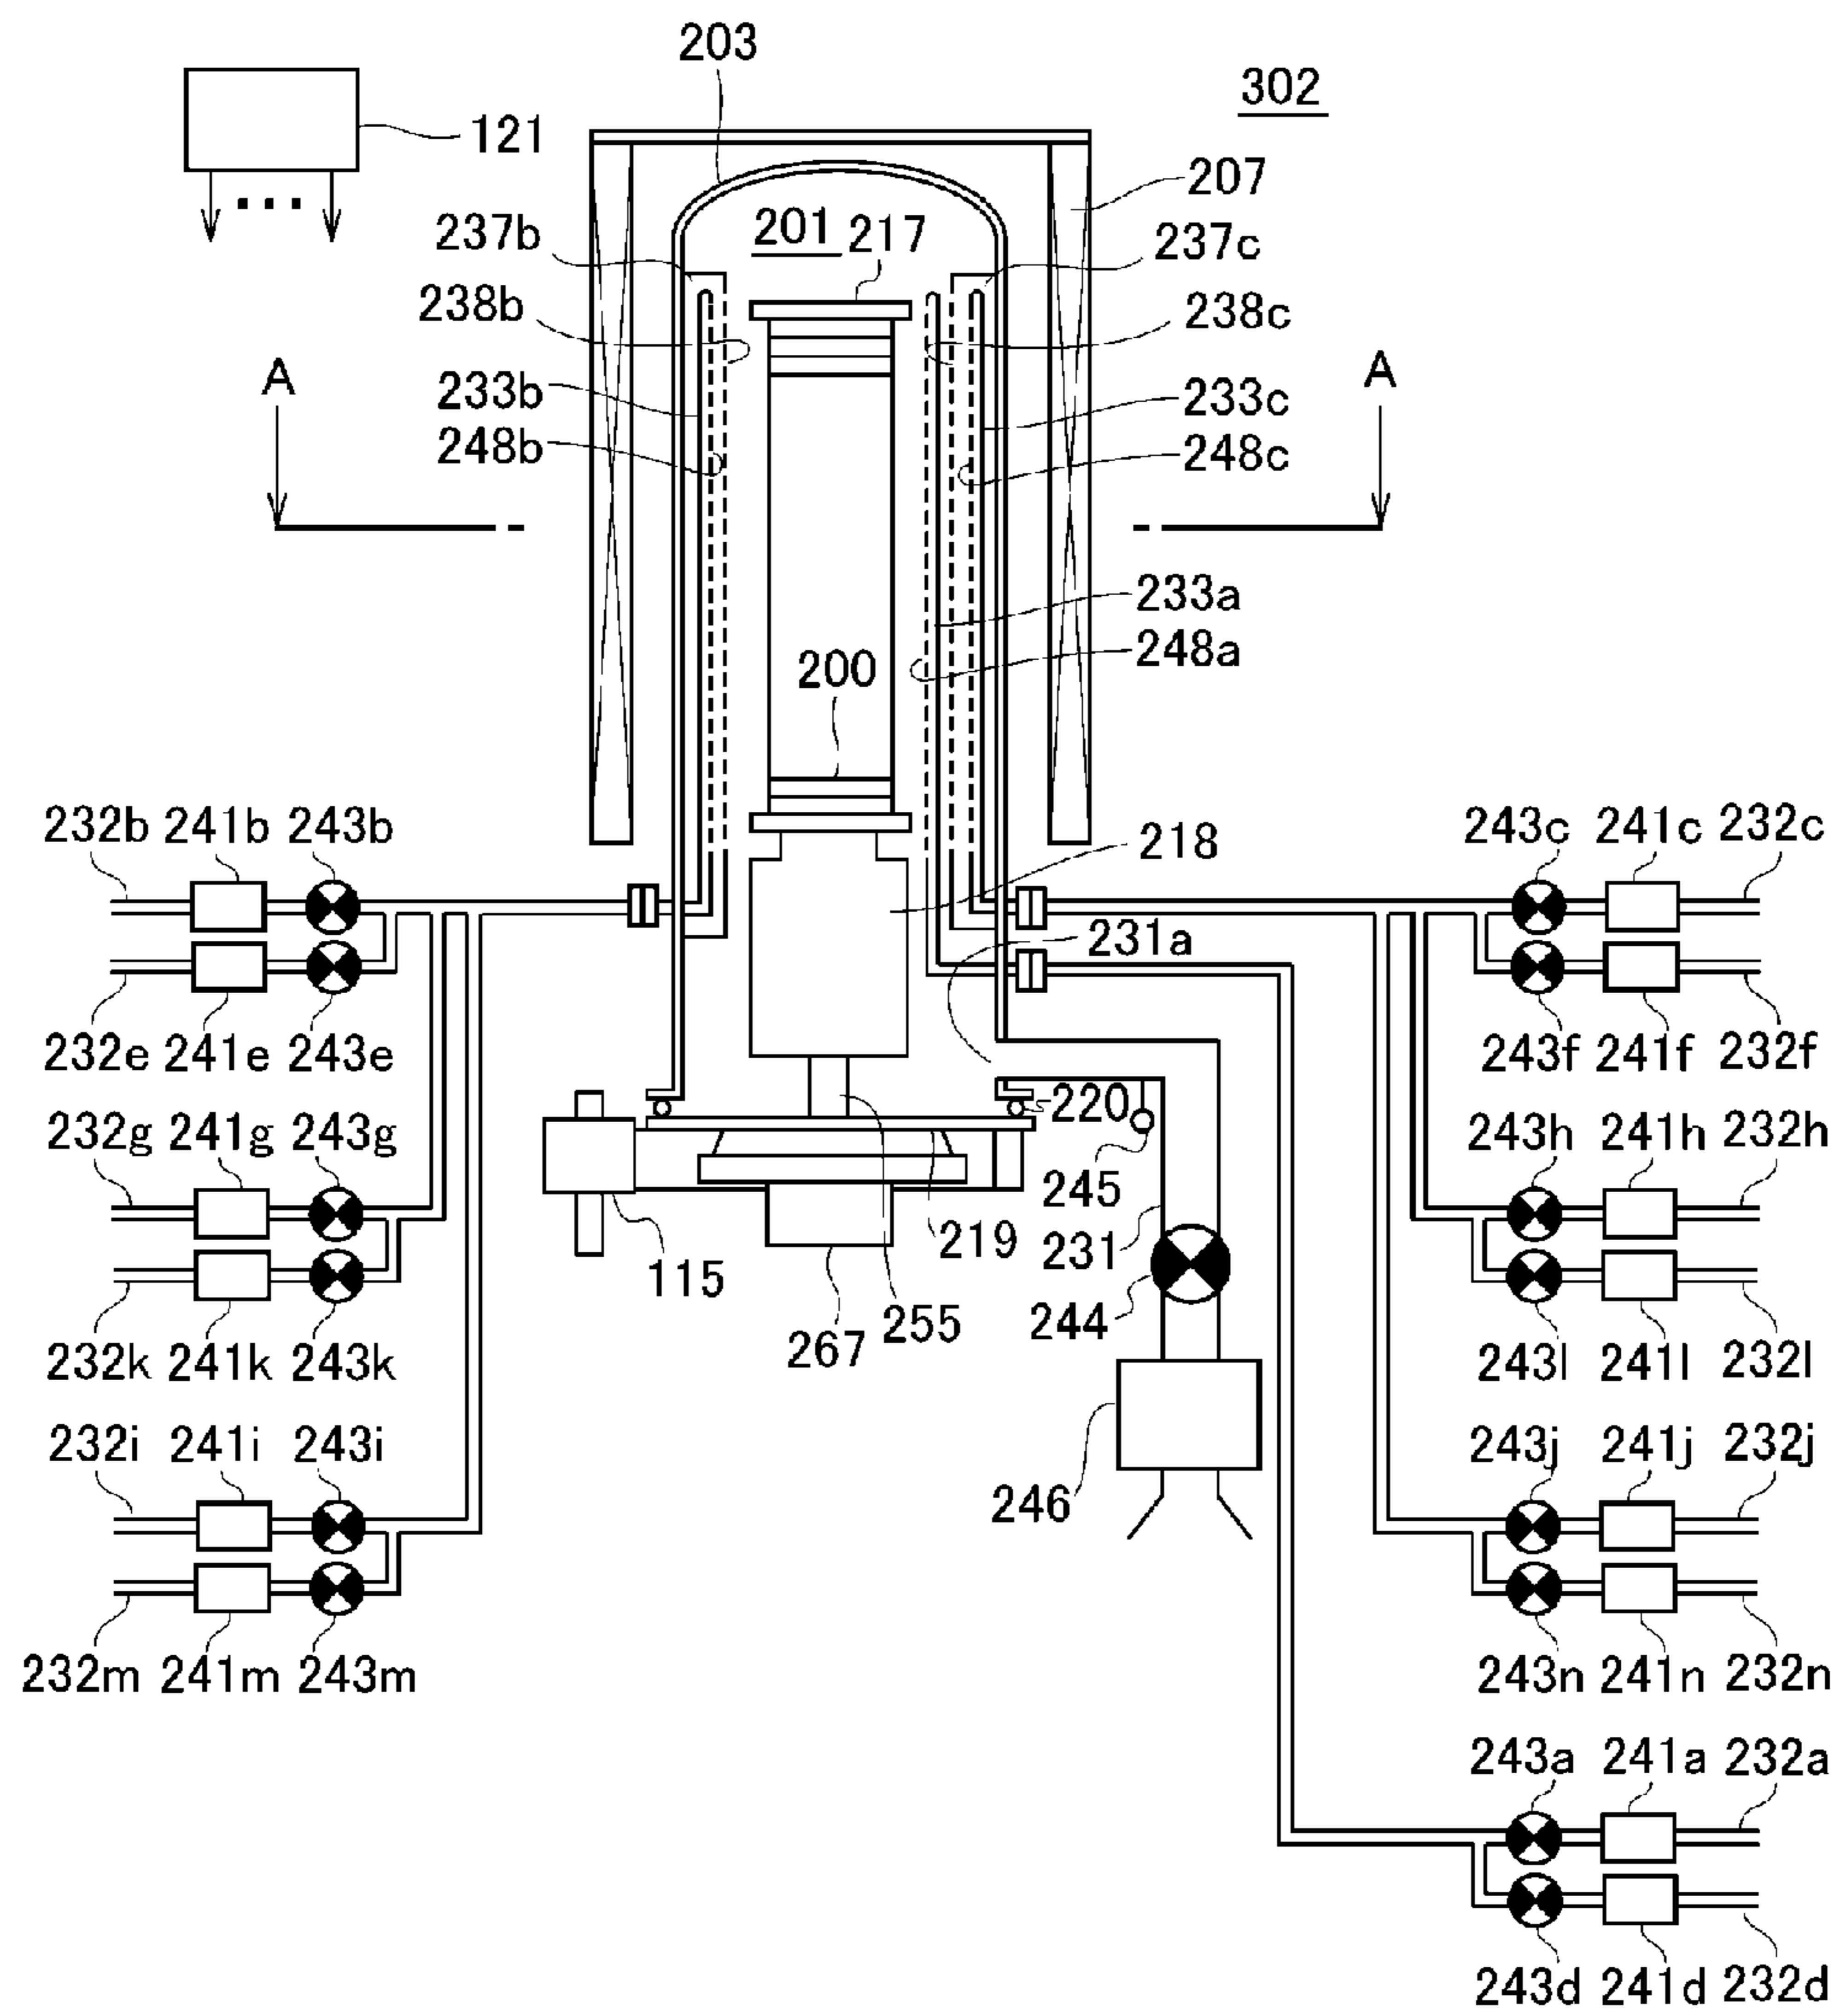 203
302
121
207
237b
201 217
237c
238b
238c
A
A
233b
233c
248b
248c
233a
248a
200
232b 241b 243b
243c 241c 232c
218
231a
232e 241e 243e
243f 241f 232f
220
232g 241g 243g
243h 241h 232h
245
219
231
115
255
244
267
232k 241k 243k
243l 241l 232l
232i 241i 243i
243j 241j 232j
246
232m 241m 243m
243n 241n 232n
243a 241a 232a
243d 241d 232d